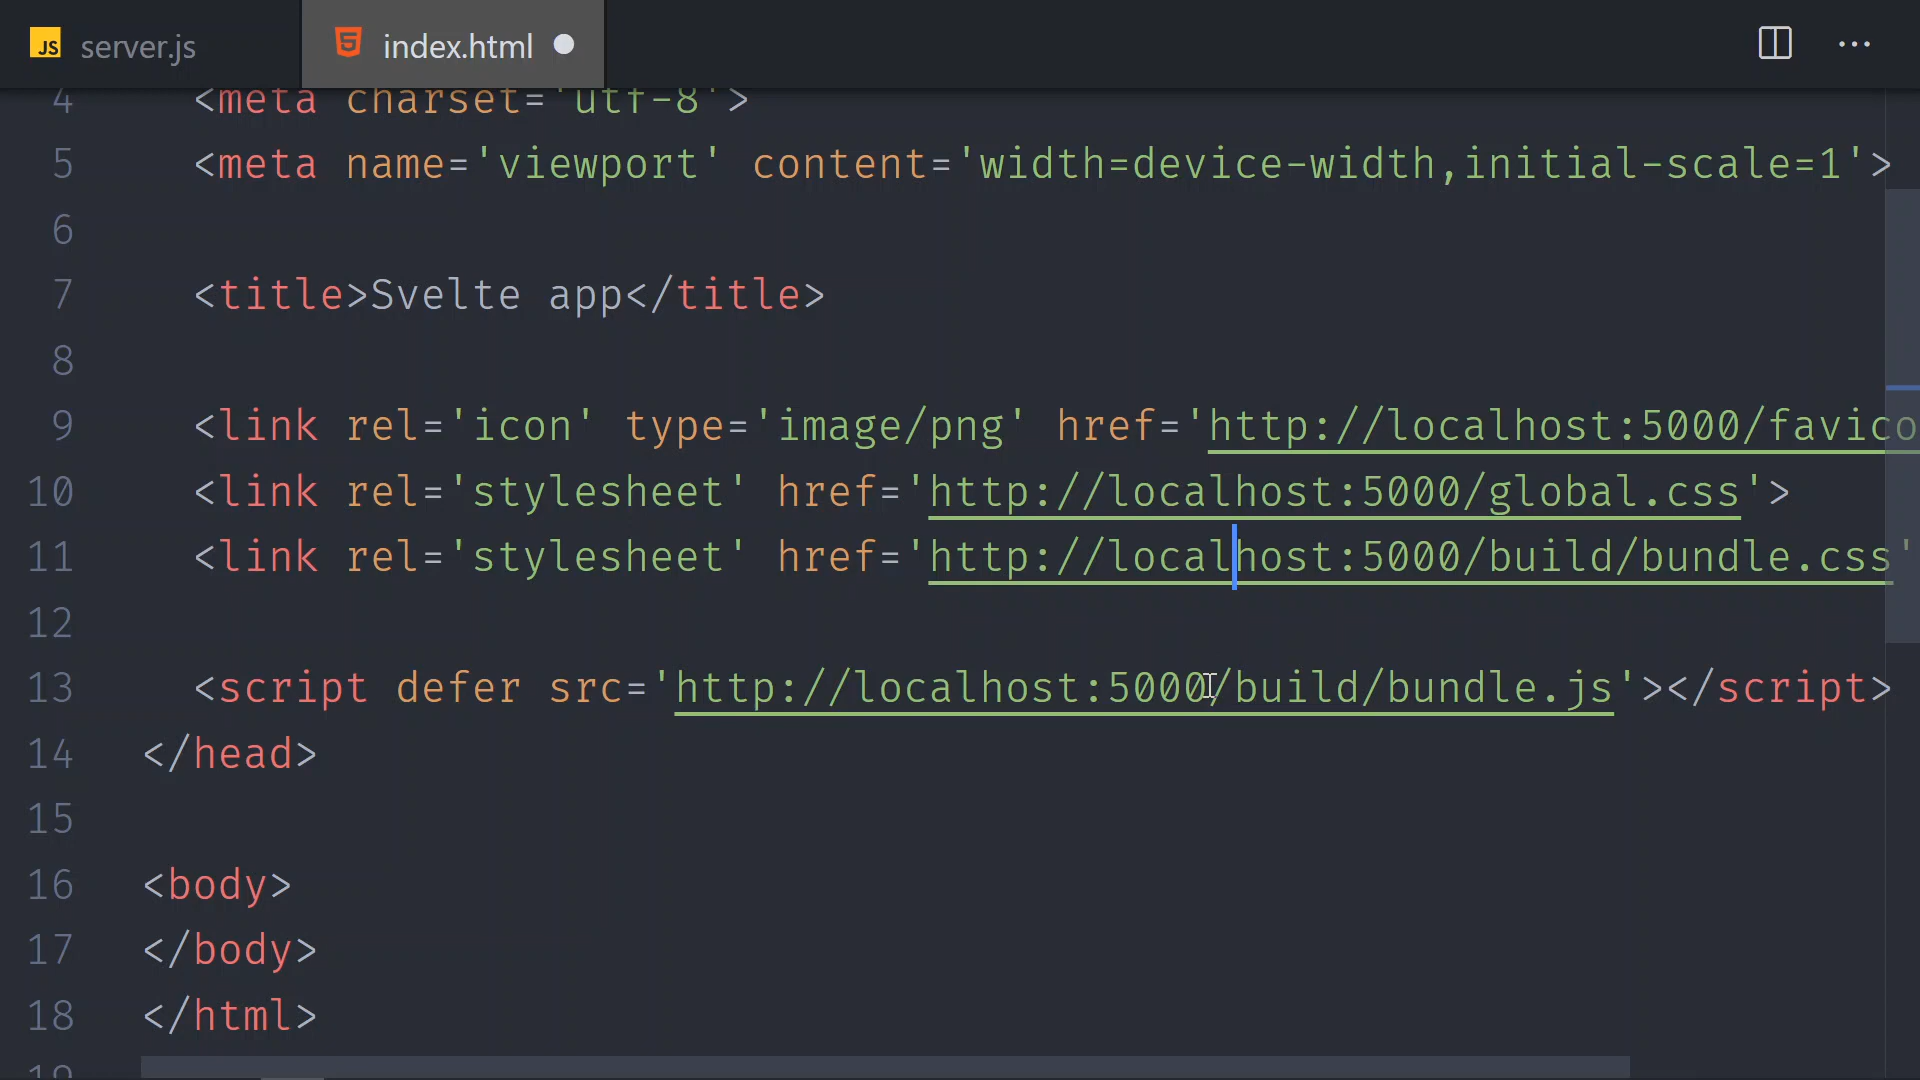 JS server.js
5 index.html
4 <meta charset='utf-8'>
5 <meta name='viewport' content='width=device-width,initial-scale=1'>
6
7 <title>Svelte app</title>
8
9 <link rel='icon' type='image/png' href='http://localhost:5000/favico
10 <link rel='stylesheet' href='http://localhost:5000/global.css'>
11 <link rel='stylesheet' href='http://localhost:5000/build/bundle.css'
12
13 <script defer src='http://localhost:5000/build/bundle.js'></script>
14 </head>
15
16 <body>
17 </body>
18 </html>
19